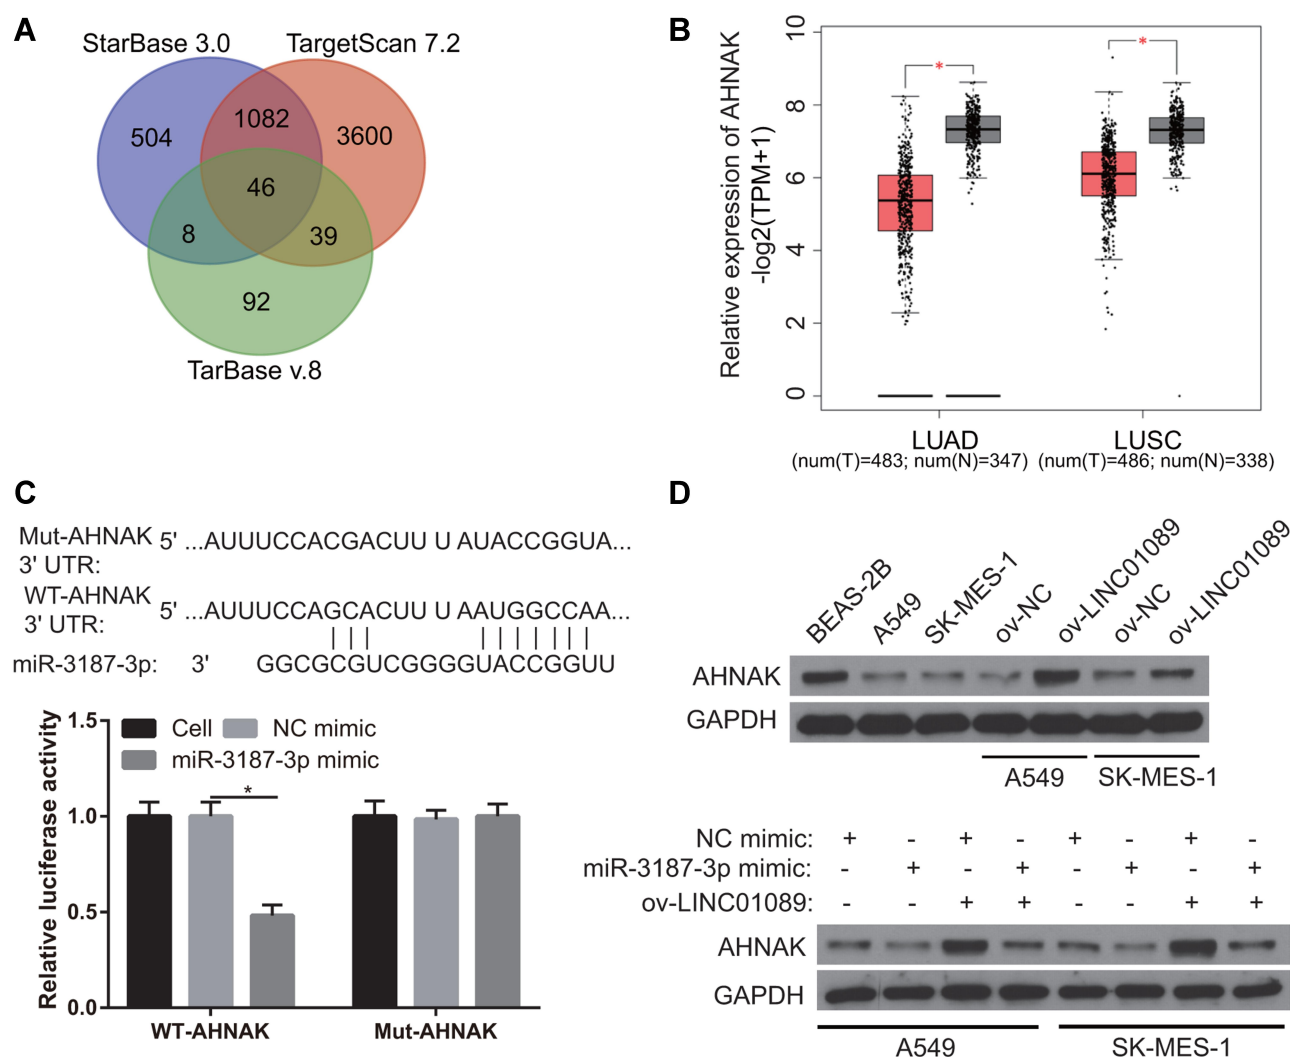 A
StarBase 3.0
TargetScan 7.2
504
1082
3600
46
8
39
92
TarBase v.8
B
Relative expression of AHNAK
-log2(TPM+1)
10
8
6
4
2
0
*
*
LUAD
(num(T)=483; num(N)=347)
LUSC
(num(T)=486; num(N)=338)
C
Mut-AHNAK
3' UTR:
5' ...AUUUCCACGACUU U AUACCGGUA...
WT-AHNAK
3' UTR:
5' ...AUUUCCAGCACUUU AAUGGCCAA...
miR-3187-3p: 3' GGCGCGUCGGGGUACCGGUU
Relative luciferase activity
1.5
1.0
0.5
0.0
Cell
NC mimic
miR-3187-3p mimic
*
WT-AHNAK
Mut-AHNAK
D
BEAS-2B
A549
SK-MES-1
ov-NC
ov-LINC01089
ov-NC
ov-LINC01089
AHNAK
GAPDH
A549
SK-MES-1
NC mimic: + - + - + - + -
miR-3187-3p mimic: - + - + - + - +
ov-LINC01089: - - + + - - + +
AHNAK
GAPDH
A549
SK-MES-1